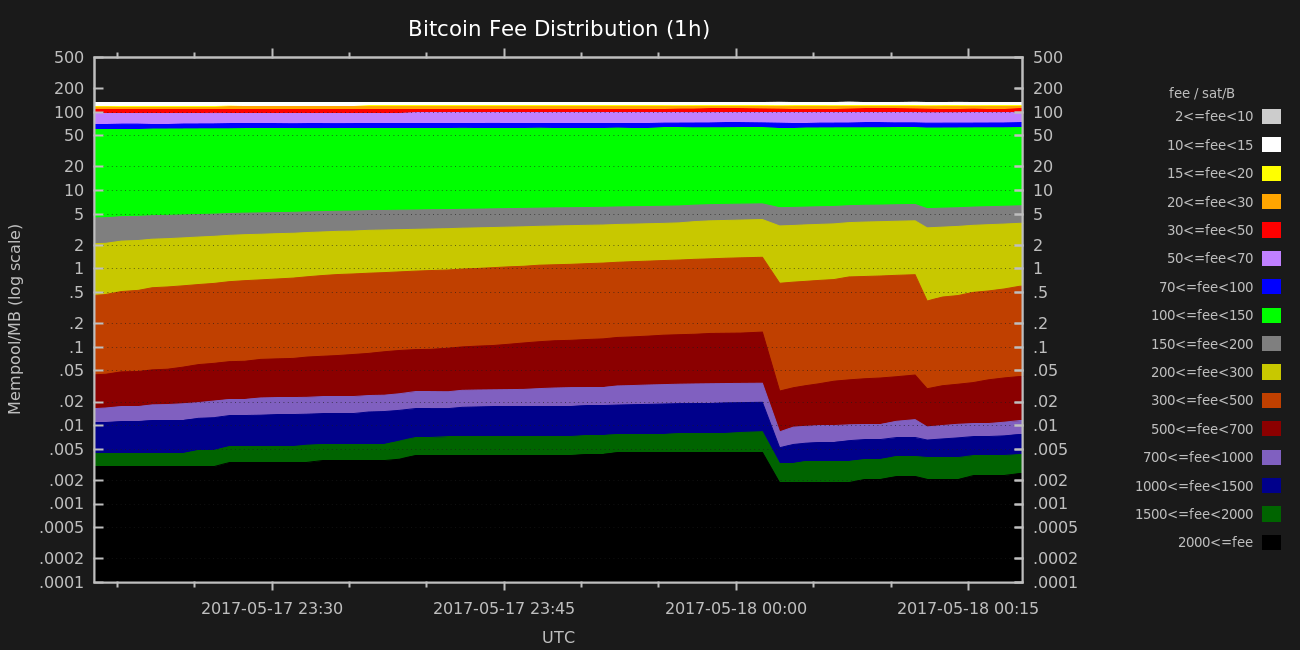 Bitcoin Fee Distribution (1h)
500 500
200 200
100 100
50 50
20 20
10 10
5 5
2 2
1 1
.5 .5
.2 .2
.1 .1
.05 .05
.02 .02
.01 .01
.005 .005
.002 .002
.001 .001
.0005 .0005
.0002 .0002
.0001 .0001
Mempool/MB (log scale)
2017-05-17 23:30 2017-05-17 23:45 2017-05-18 00:00 2017-05-18 00:15
UTC
fee / sat/B
2<=fee<10
10<=fee<15
15<=fee<20
20<=fee<30
30<=fee<50
50<=fee<70
70<=fee<100
100<=fee<150
150<=fee<200
200<=fee<300
300<=fee<500
500<=fee<700
700<=fee<1000
1000<=fee<1500
1500<=fee<2000
2000<=fee